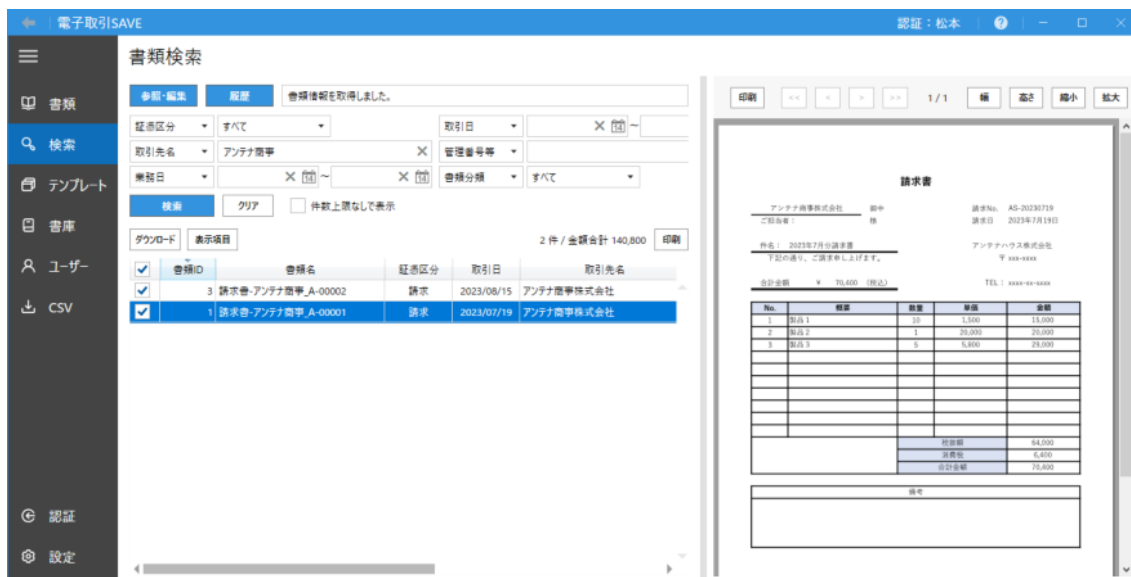 電子取引SAVE
認証：松本
?
書類検索
書類
検索
テンプレート
書庫
ユーザー
CSV
認証
設定
参照・編集 履歴 書類情報を取得しました。
証憑区分 すべて 取引日 14 ～
取引先名 アンテナ商事 管理番号等
業務日 14 ～ 14 書類分類 すべて
検索 クリア 件数上限なしで表示
ダウンロード 表示項目 2 件 / 金額合計 140,800 印刷
書類ID 書類名 証憑区分 取引日 取引先名
3 請求書-アンテナ商事_A-00002 請求 2023/08/15 アンテナ商事株式会社
1 請求書-アンテナ商事_A-00001 請求 2023/07/19 アンテナ商事株式会社
印刷 << < > >> 1 / 1 幅 高さ 縮小 拡大
請求書
アンテナ商事株式会社 御中 請求No. AS-20230719
ご担当者： 様 請求日 2023年7月19日
件名： 2023年7月分請求書 アンテナハウス株式会社
下記の通り、ご請求申し上げます。 〒 xxx-xxxx
合計金額 ¥ 70,400 (税込) TEL： xxxx-xx-xxxx
No. 概要 数量 単価 金額
1 製品 1 10 1,500 15,000
2 製品 2 1 20,000 20,000
3 製品 3 5 5,800 29,000
税抜額 64,000
消費税 6,400
合計金額 70,400
備考